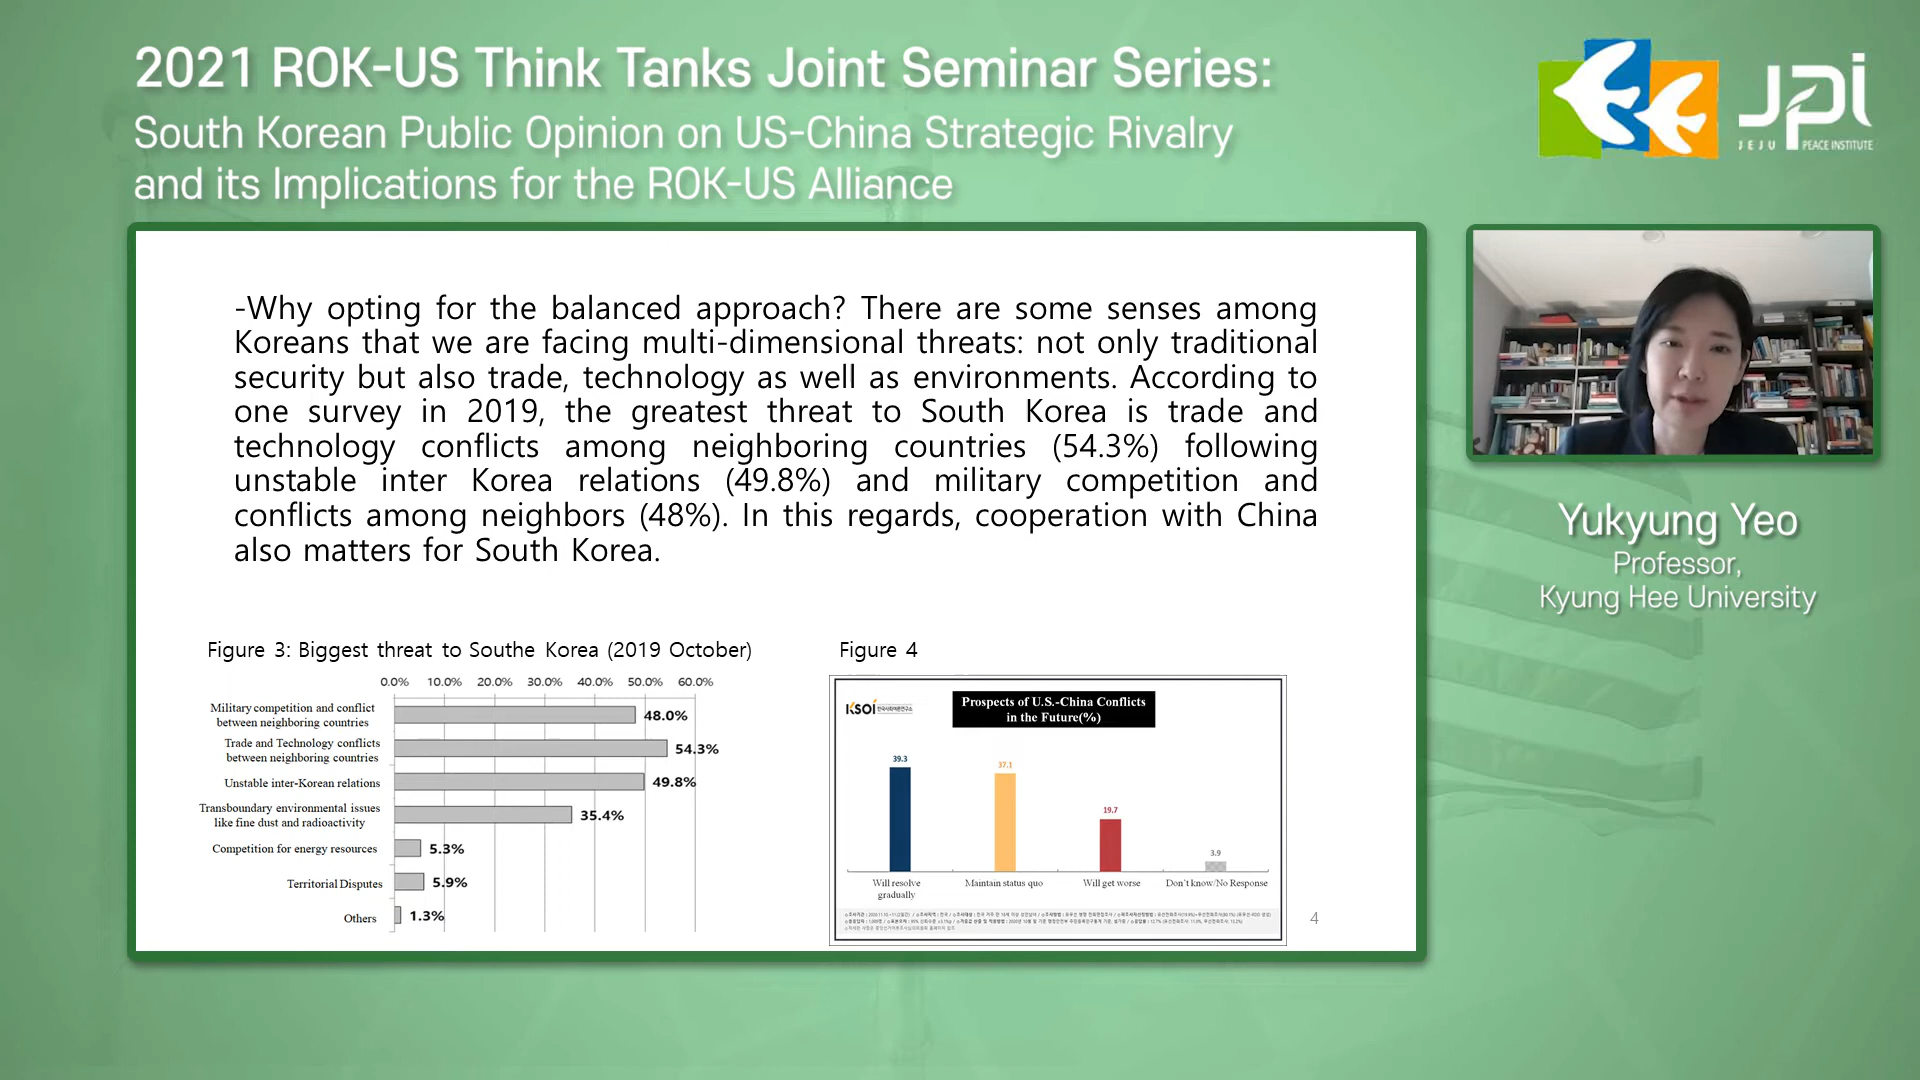 2021 ROK-US Think Tanks Joint Seminar Series:
South Korean Public Opinion on US-China Strategic Rivalry
and its Implications for the ROK-US Alliance
JPI
JEJU PEACE INSTITUTE
-Why opting for the balanced approach? There are some senses among
Koreans that we are facing multi-dimensional threats: not only traditional
security but also trade, technology as well as environments. According to
one survey in 2019, the greatest threat to South Korea is trade and
technology conflicts among neighboring countries (54.3%) following
unstable inter Korea relations (49.8%) and military competition and
conflicts among neighbors (48%). In this regards, cooperation with China
also matters for South Korea.
Figure 3: Biggest threat to Southe Korea (2019 October)
0.0% 10.0% 20.0% 30.0% 40.0% 50.0% 60.0%
Military competition and conflict
between neighboring countries
48.0%
Trade and Technology conflicts
between neighboring countries
54.3%
Unstable inter-Korean relations
49.8%
Transboundary environmental issues
like fine dust and radioactivity
35.4%
Competition for energy resources
5.3%
Territorial Disputes
5.9%
Others
1.3%
Figure 4
KSOI 한국사회여론연구소
Prospects of U.S.-China Conflicts
in the Future(%)
39.3
37.1
19.7
3.9
Will resolve
gradually
Maintain status quo
Will get worse
Don't know/No Response
4
Yukyung Yeo
Professor,
Kyung Hee University